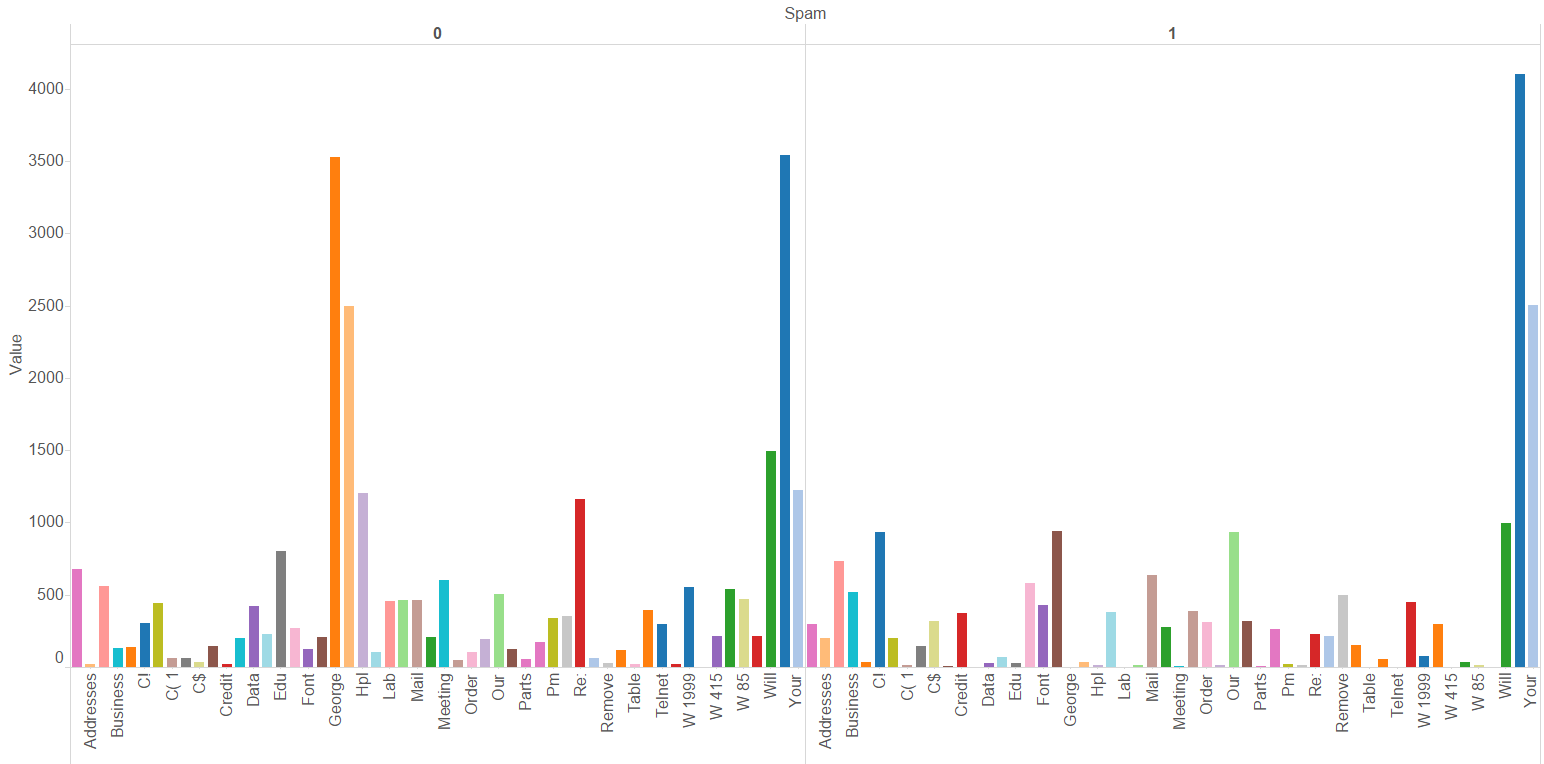 Spam
0
1
Value
4000
3500
3000
2500
2000
1500
1000
500
0
Addresses
Business
C!
C( 1
C$
Credit
Data
Edu
Font
George
Hpl
Lab
Mail
Meeting
Order
Our
Parts
Pm
Re:
Remove
Table
Telnet
W 1999
W 415
W 85
Will
Your
Addresses
Business
C!
C( 1
C$
Credit
Data
Edu
Font
George
Hpl
Lab
Mail
Meeting
Order
Our
Parts
Pm
Re:
Remove
Table
Telnet
W 1999
W 415
W 85
Will
Your